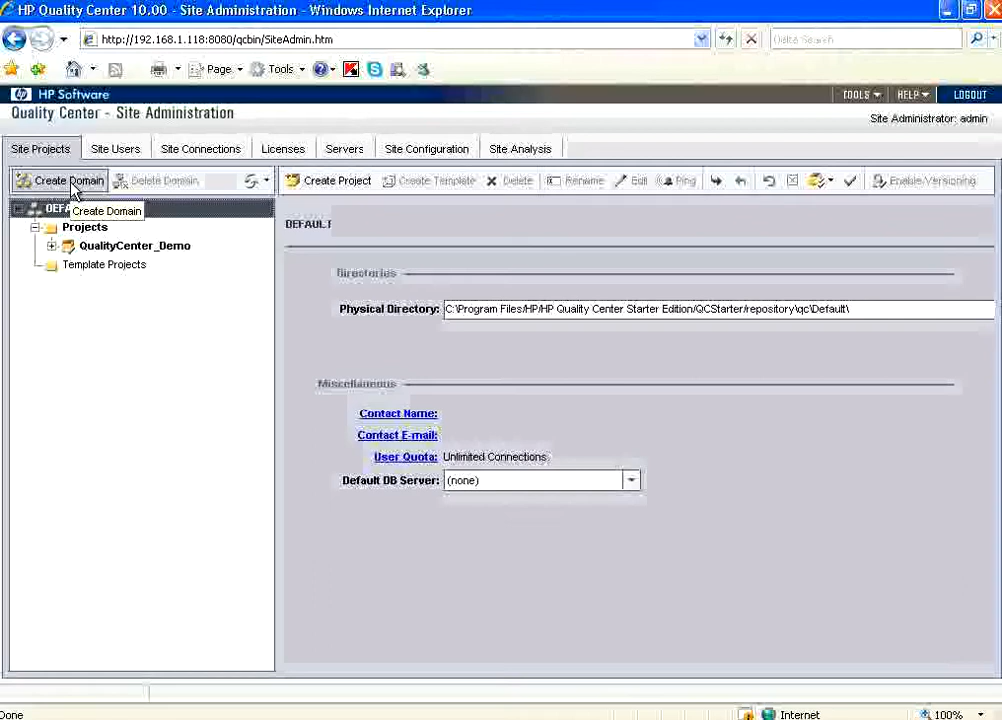 HP Quality Center 10.00 - Site Administration - Windows Internet Explorer
http://192.168.1.118:8080/qcbin/SiteAdmin.htm
Page Tools
HP Software TOOLS HELP LOGOUT
Quality Center - Site Administration
Site Administrator: admin
Site Projects Site Users Site Connections Licenses Servers Site Configuration Site Analysis
Create Domain Delete Domain Create Project Create Template Delete Rename Edit Ping Enable Versioning
Create Domain
Projects
QualityCenter_Demo
Template Projects
Directories
Physical Directory: C:\Program Files/HP/HP Quality Center Starter Edition/QCStarter/repository\qc\Default\
Miscellaneous
Contact Name:
Contact E-mail:
User Quota: Unlimited Connections
Default DB Server: (none)
Done Internet 100%